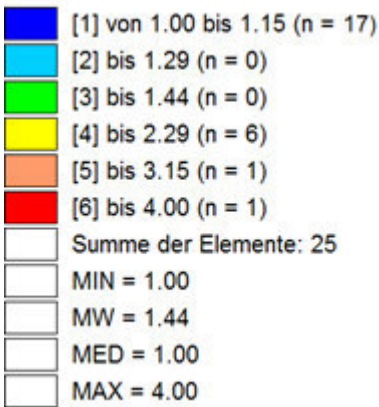 [1] von 1.00 bis 1.15 (n = 17)
[2] bis 1.29 (n = 0)
[3] bis 1.44 (n = 0)
[4] bis 2.29 (n = 6)
[5] bis 3.15 (n = 1)
[6] bis 4.00 (n = 1)
Summe der Elemente: 25
MIN = 1.00
MW = 1.44
MED = 1.00
MAX = 4.00